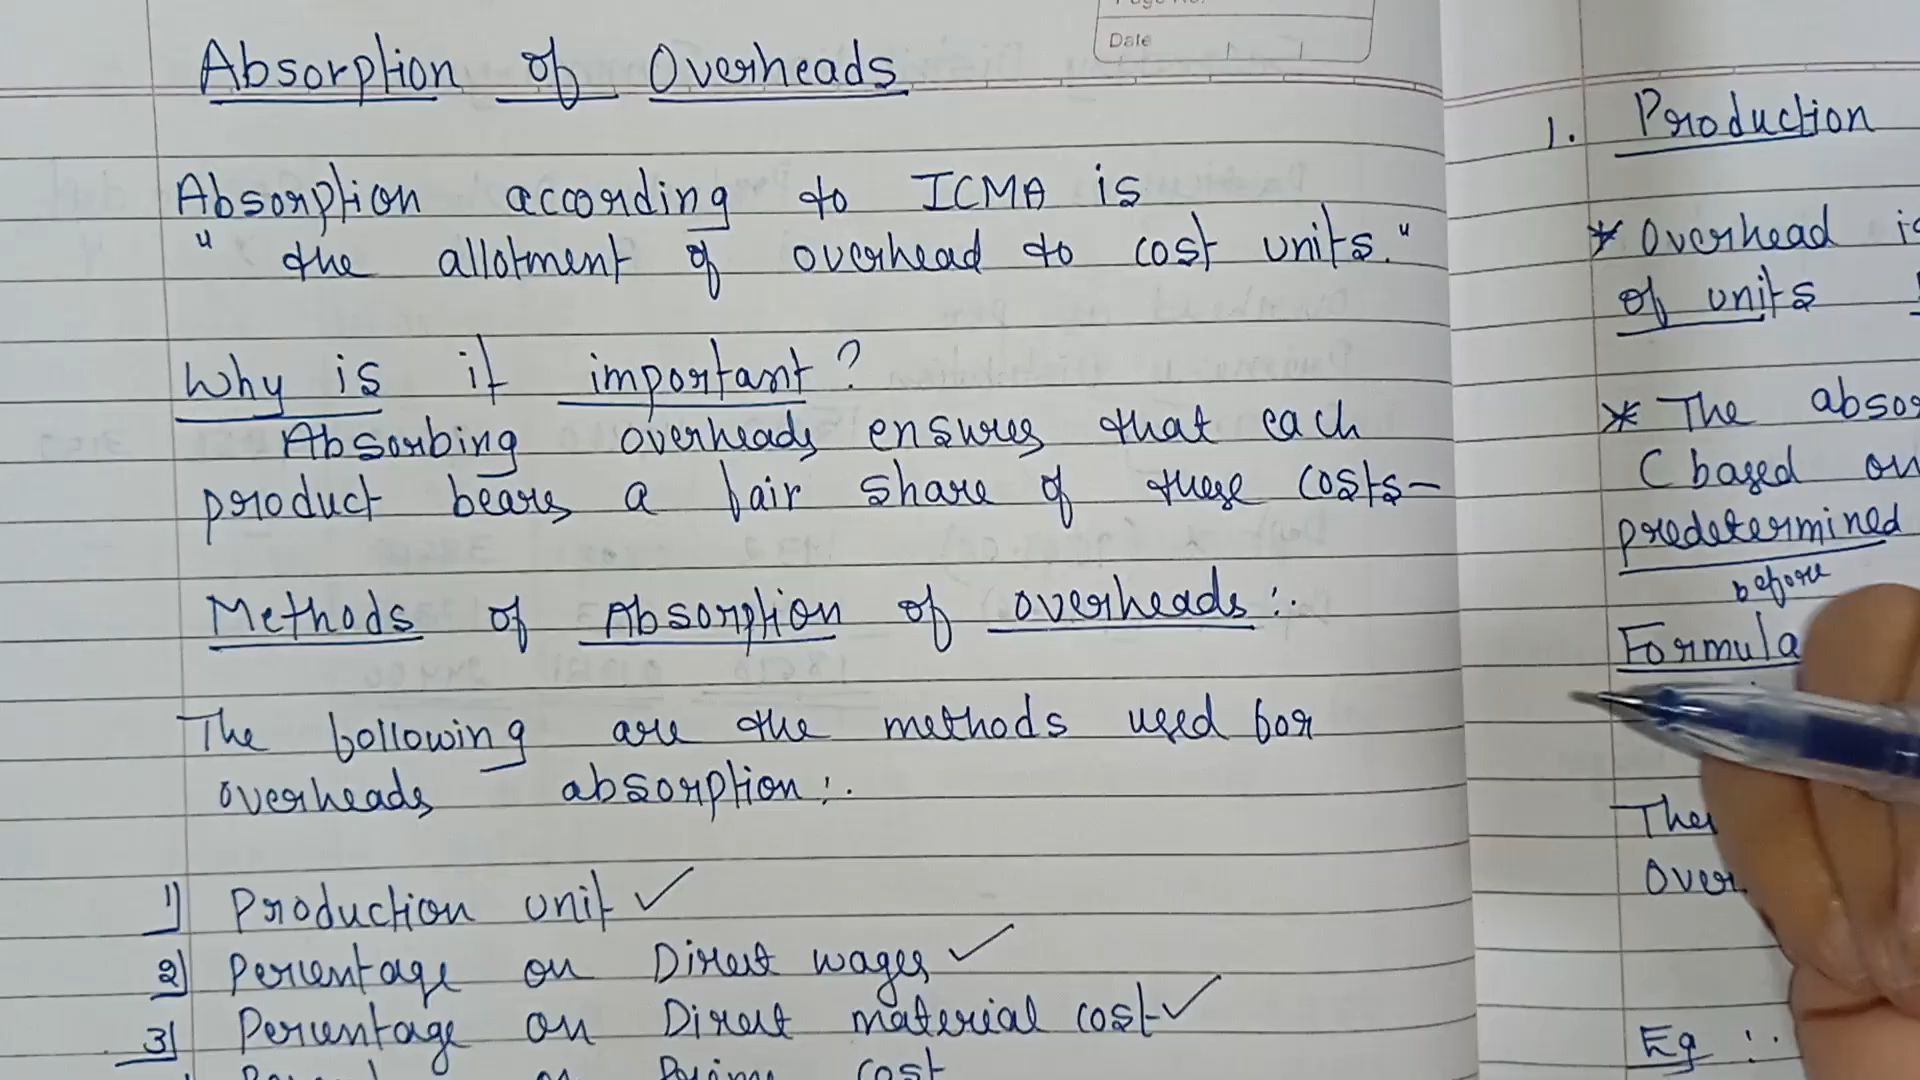 Date
Absorption of Overheads
Absorption according to ICMA is
" the allotment of overhead to cost units."
Why is it important?
Absorbing overheads ensures that each
product bears a fair share of these costs-
Methods of Absorption of overheads :.
The following are the methods used for
overheads absorption :.
1) Production unit ✓
2) Percentage on Direct wages ✓
3) Percentage on Direct material cost ✓
on Prime cost
1. Production
* Overhead
of units
* The
( based on
predetermined
before
Formula
Eg :.